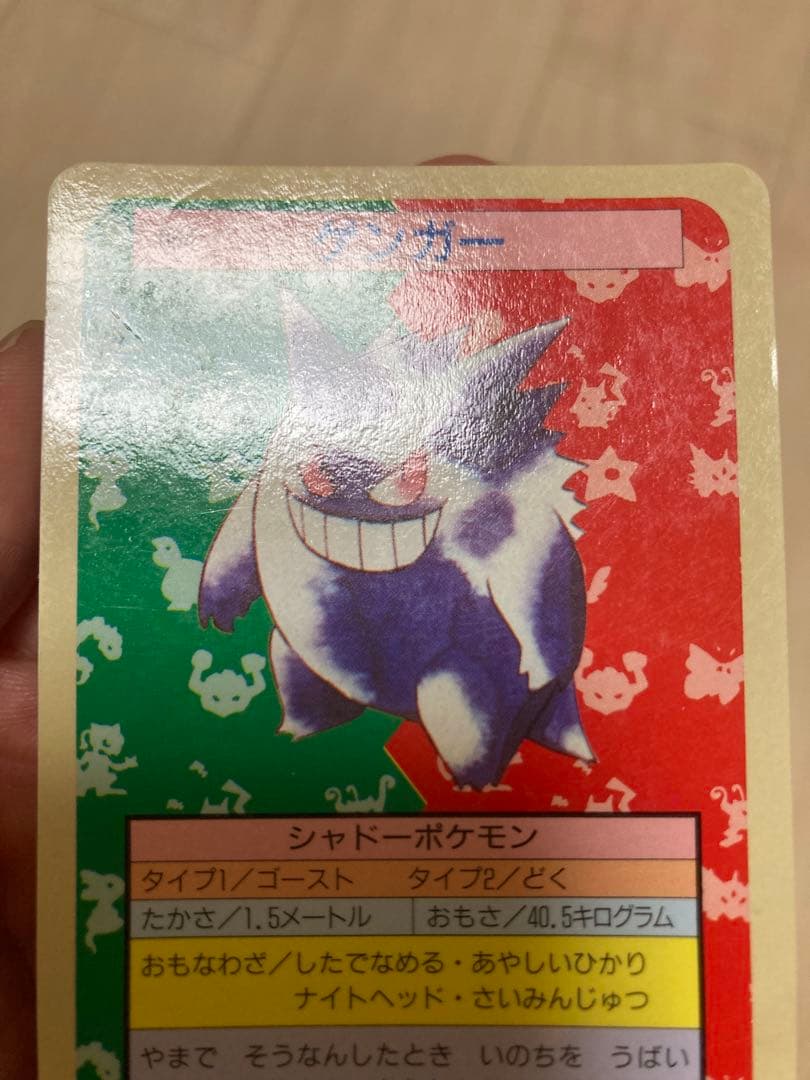 ゲンガー
シャドーポケモン
タイプ1/ゴースト タイプ2/どく
たかさ/1.5メートル おもさ/40.5キログラム
おもなわざ/したでなめる・あやしいひかり
ナイトヘッド・さいみんじゅつ
やまで そうなんしたとき いのちを うばい